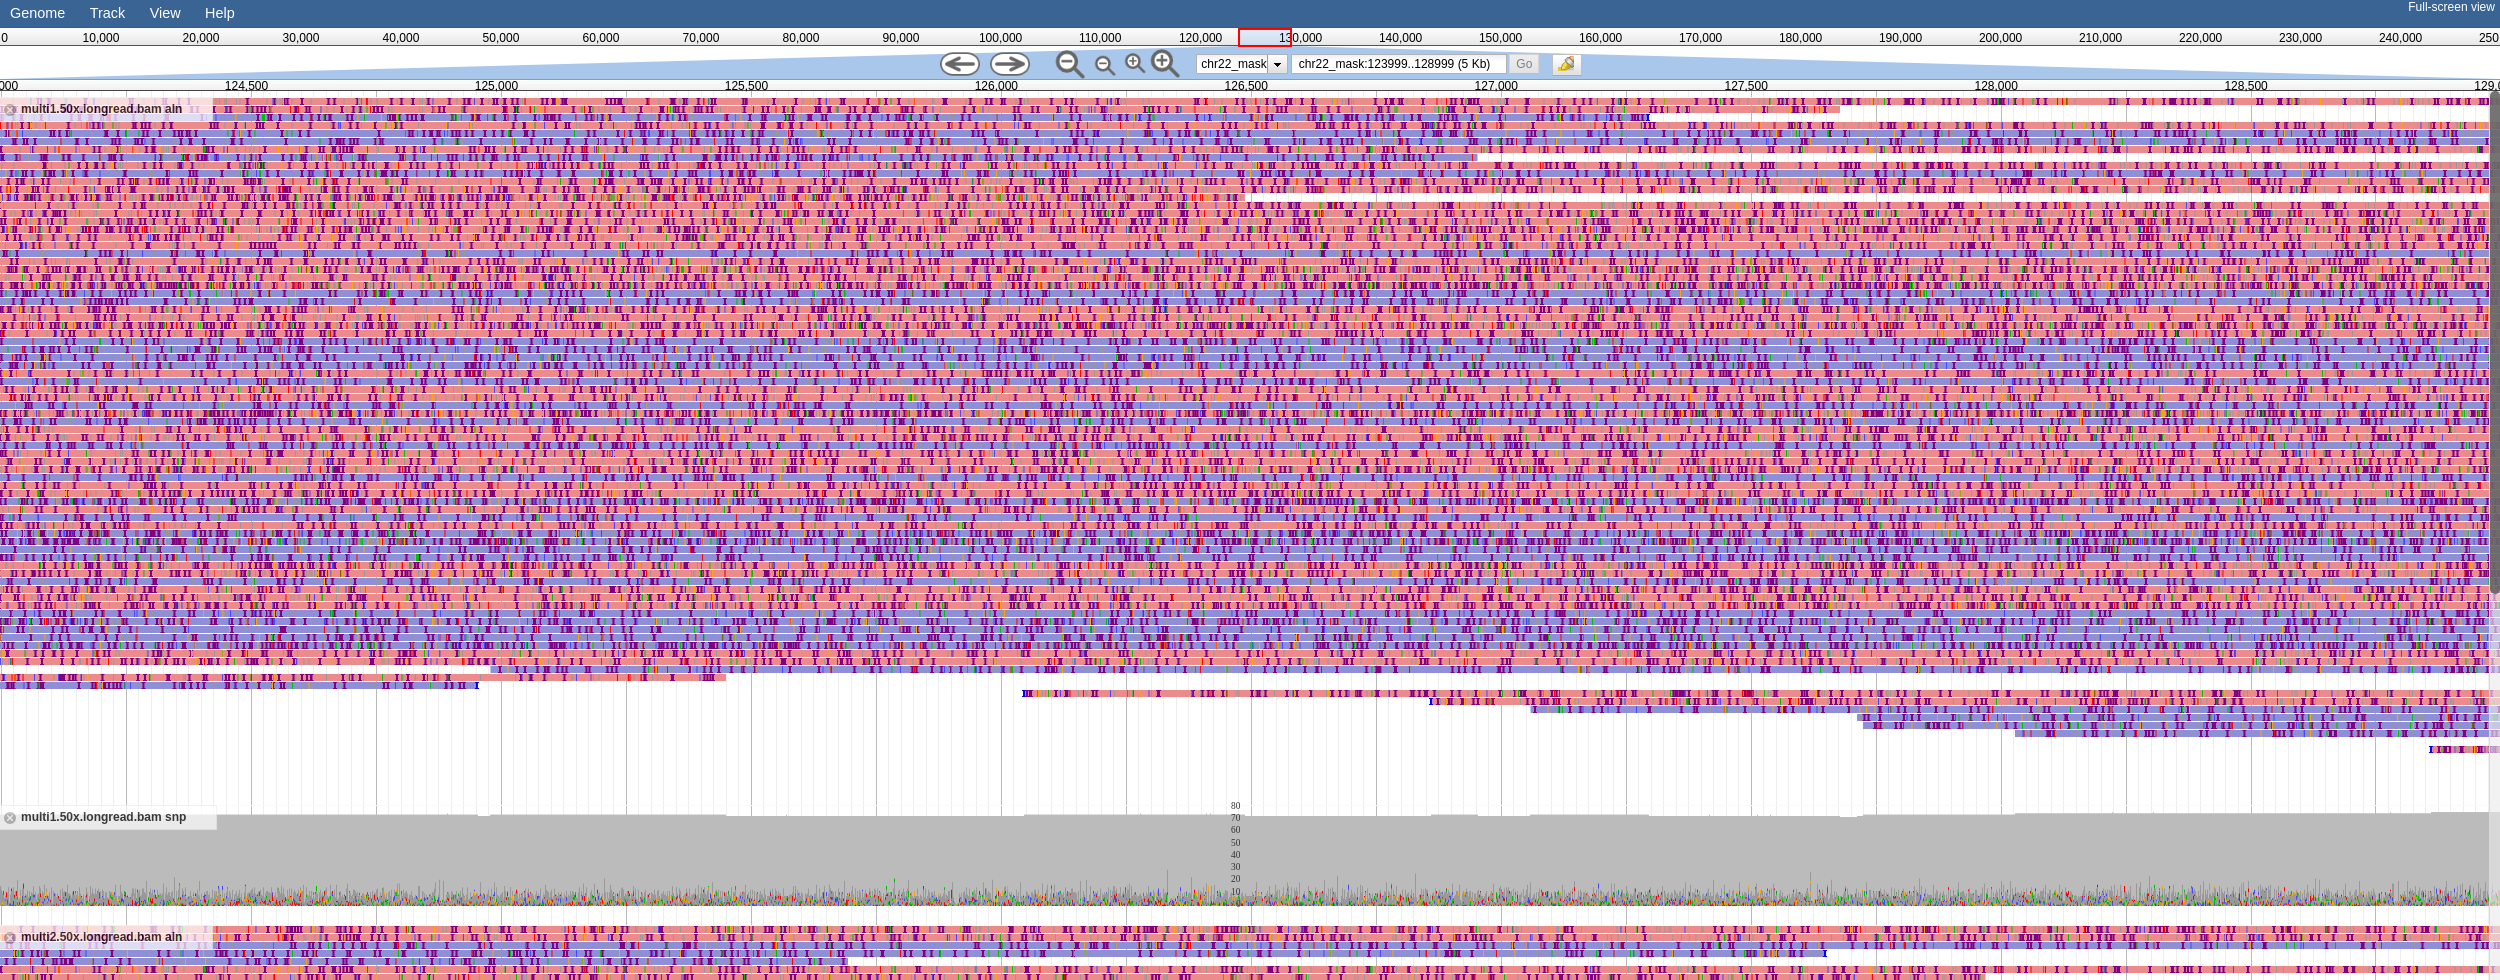 Genome Track View Help Full-screen view
0 10,000 20,000 30,000 40,000 50,000 60,000 70,000 80,000 90,000 100,000 110,000 120,000 130,000 140,000 150,000 160,000 170,000 180,000 190,000 200,000 210,000 220,000 230,000 240,000 250
chr22_mask chr22_mask:123999..128999 (5 Kb) Go
000 124,500 125,000 125,500 126,000 126,500 127,000 127,500 128,000 128,500 129,0
multi1.50x.longread.bam aln
80
multi1.50x.longread.bam snp
70
60
50
40
30
20
10
multi2.50x.longread.bam aln